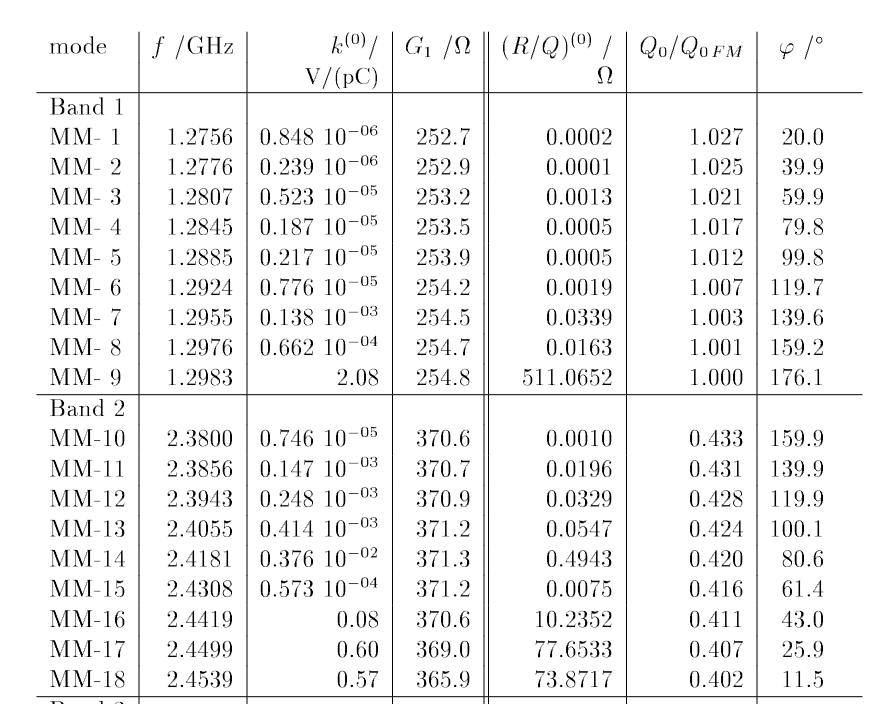 mode f /GHz k⁽⁰⁾/ G₁ /Ω (R/Q)⁽⁰⁾ / Q₀/Q₀ FM φ /°
V/(pC) Ω
Band 1
MM- 1 1.2756 0.848 10⁻⁰⁶ 252.7 0.0002 1.027 20.0
MM- 2 1.2776 0.239 10⁻⁰⁶ 252.9 0.0001 1.025 39.9
MM- 3 1.2807 0.523 10⁻⁰⁵ 253.2 0.0013 1.021 59.9
MM- 4 1.2845 0.187 10⁻⁰⁵ 253.5 0.0005 1.017 79.8
MM- 5 1.2885 0.217 10⁻⁰⁵ 253.9 0.0005 1.012 99.8
MM- 6 1.2924 0.776 10⁻⁰⁵ 254.2 0.0019 1.007 119.7
MM- 7 1.2955 0.138 10⁻⁰³ 254.5 0.0339 1.003 139.6
MM- 8 1.2976 0.662 10⁻⁰⁴ 254.7 0.0163 1.001 159.2
MM- 9 1.2983 2.08 254.8 511.0652 1.000 176.1
Band 2
MM-10 2.3800 0.746 10⁻⁰⁵ 370.6 0.0010 0.433 159.9
MM-11 2.3856 0.147 10⁻⁰³ 370.7 0.0196 0.431 139.9
MM-12 2.3943 0.248 10⁻⁰³ 370.9 0.0329 0.428 119.9
MM-13 2.4055 0.414 10⁻⁰³ 371.2 0.0547 0.424 100.1
MM-14 2.4181 0.376 10⁻⁰² 371.3 0.4943 0.420 80.6
MM-15 2.4308 0.573 10⁻⁰⁴ 371.2 0.0075 0.416 61.4
MM-16 2.4419 0.08 370.6 10.2352 0.411 43.0
MM-17 2.4499 0.60 369.0 77.6533 0.407 25.9
MM-18 2.4539 0.57 365.9 73.8717 0.402 11.5